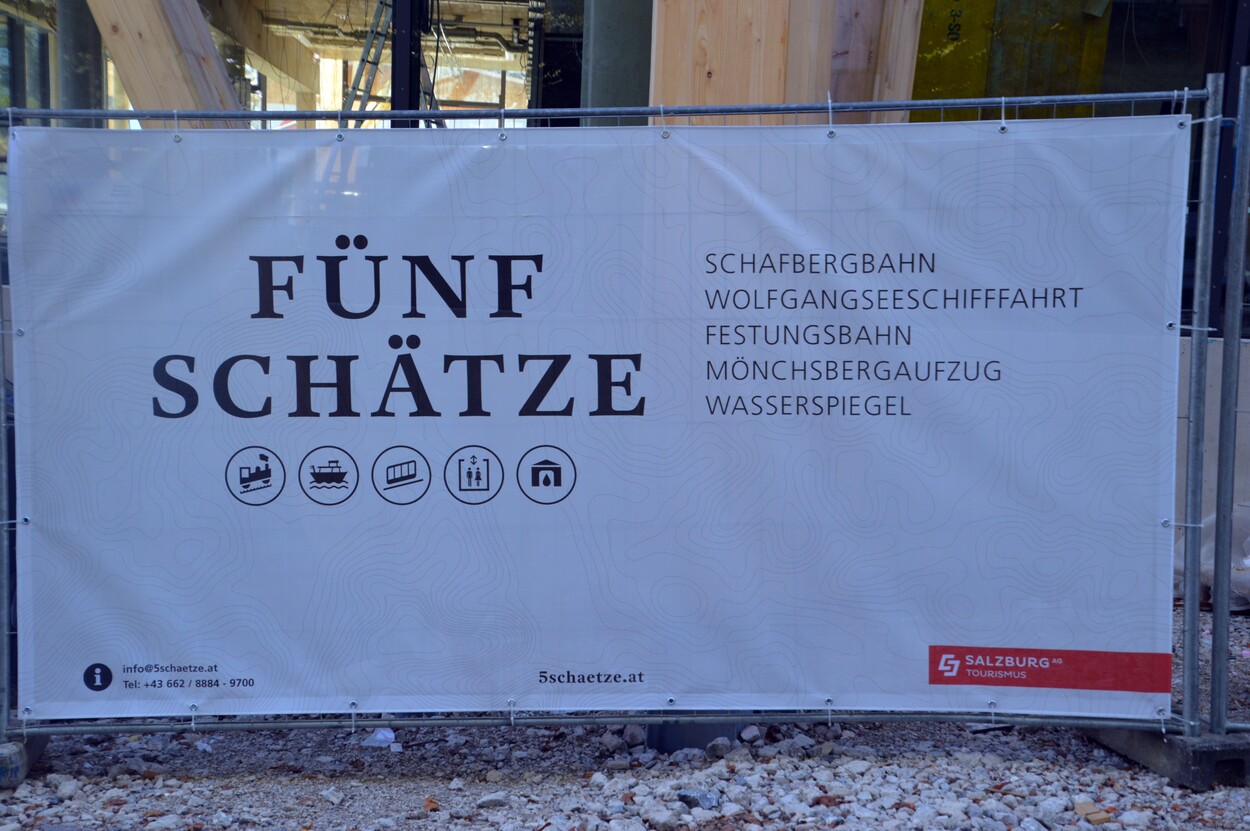 FÜNF
SCHÄTZE
SCHAFBERGBAHN
WOLFGANGSEESCHIFFFAHRT
FESTUNGSBAHN
MÖNCHSBERGAUFZUG
WASSERSPIEGEL
i info@5schaetze.at
Tel: +43 662 / 8884 - 9700
5schaetze.at
SALZBURG AG
TOURISMUS